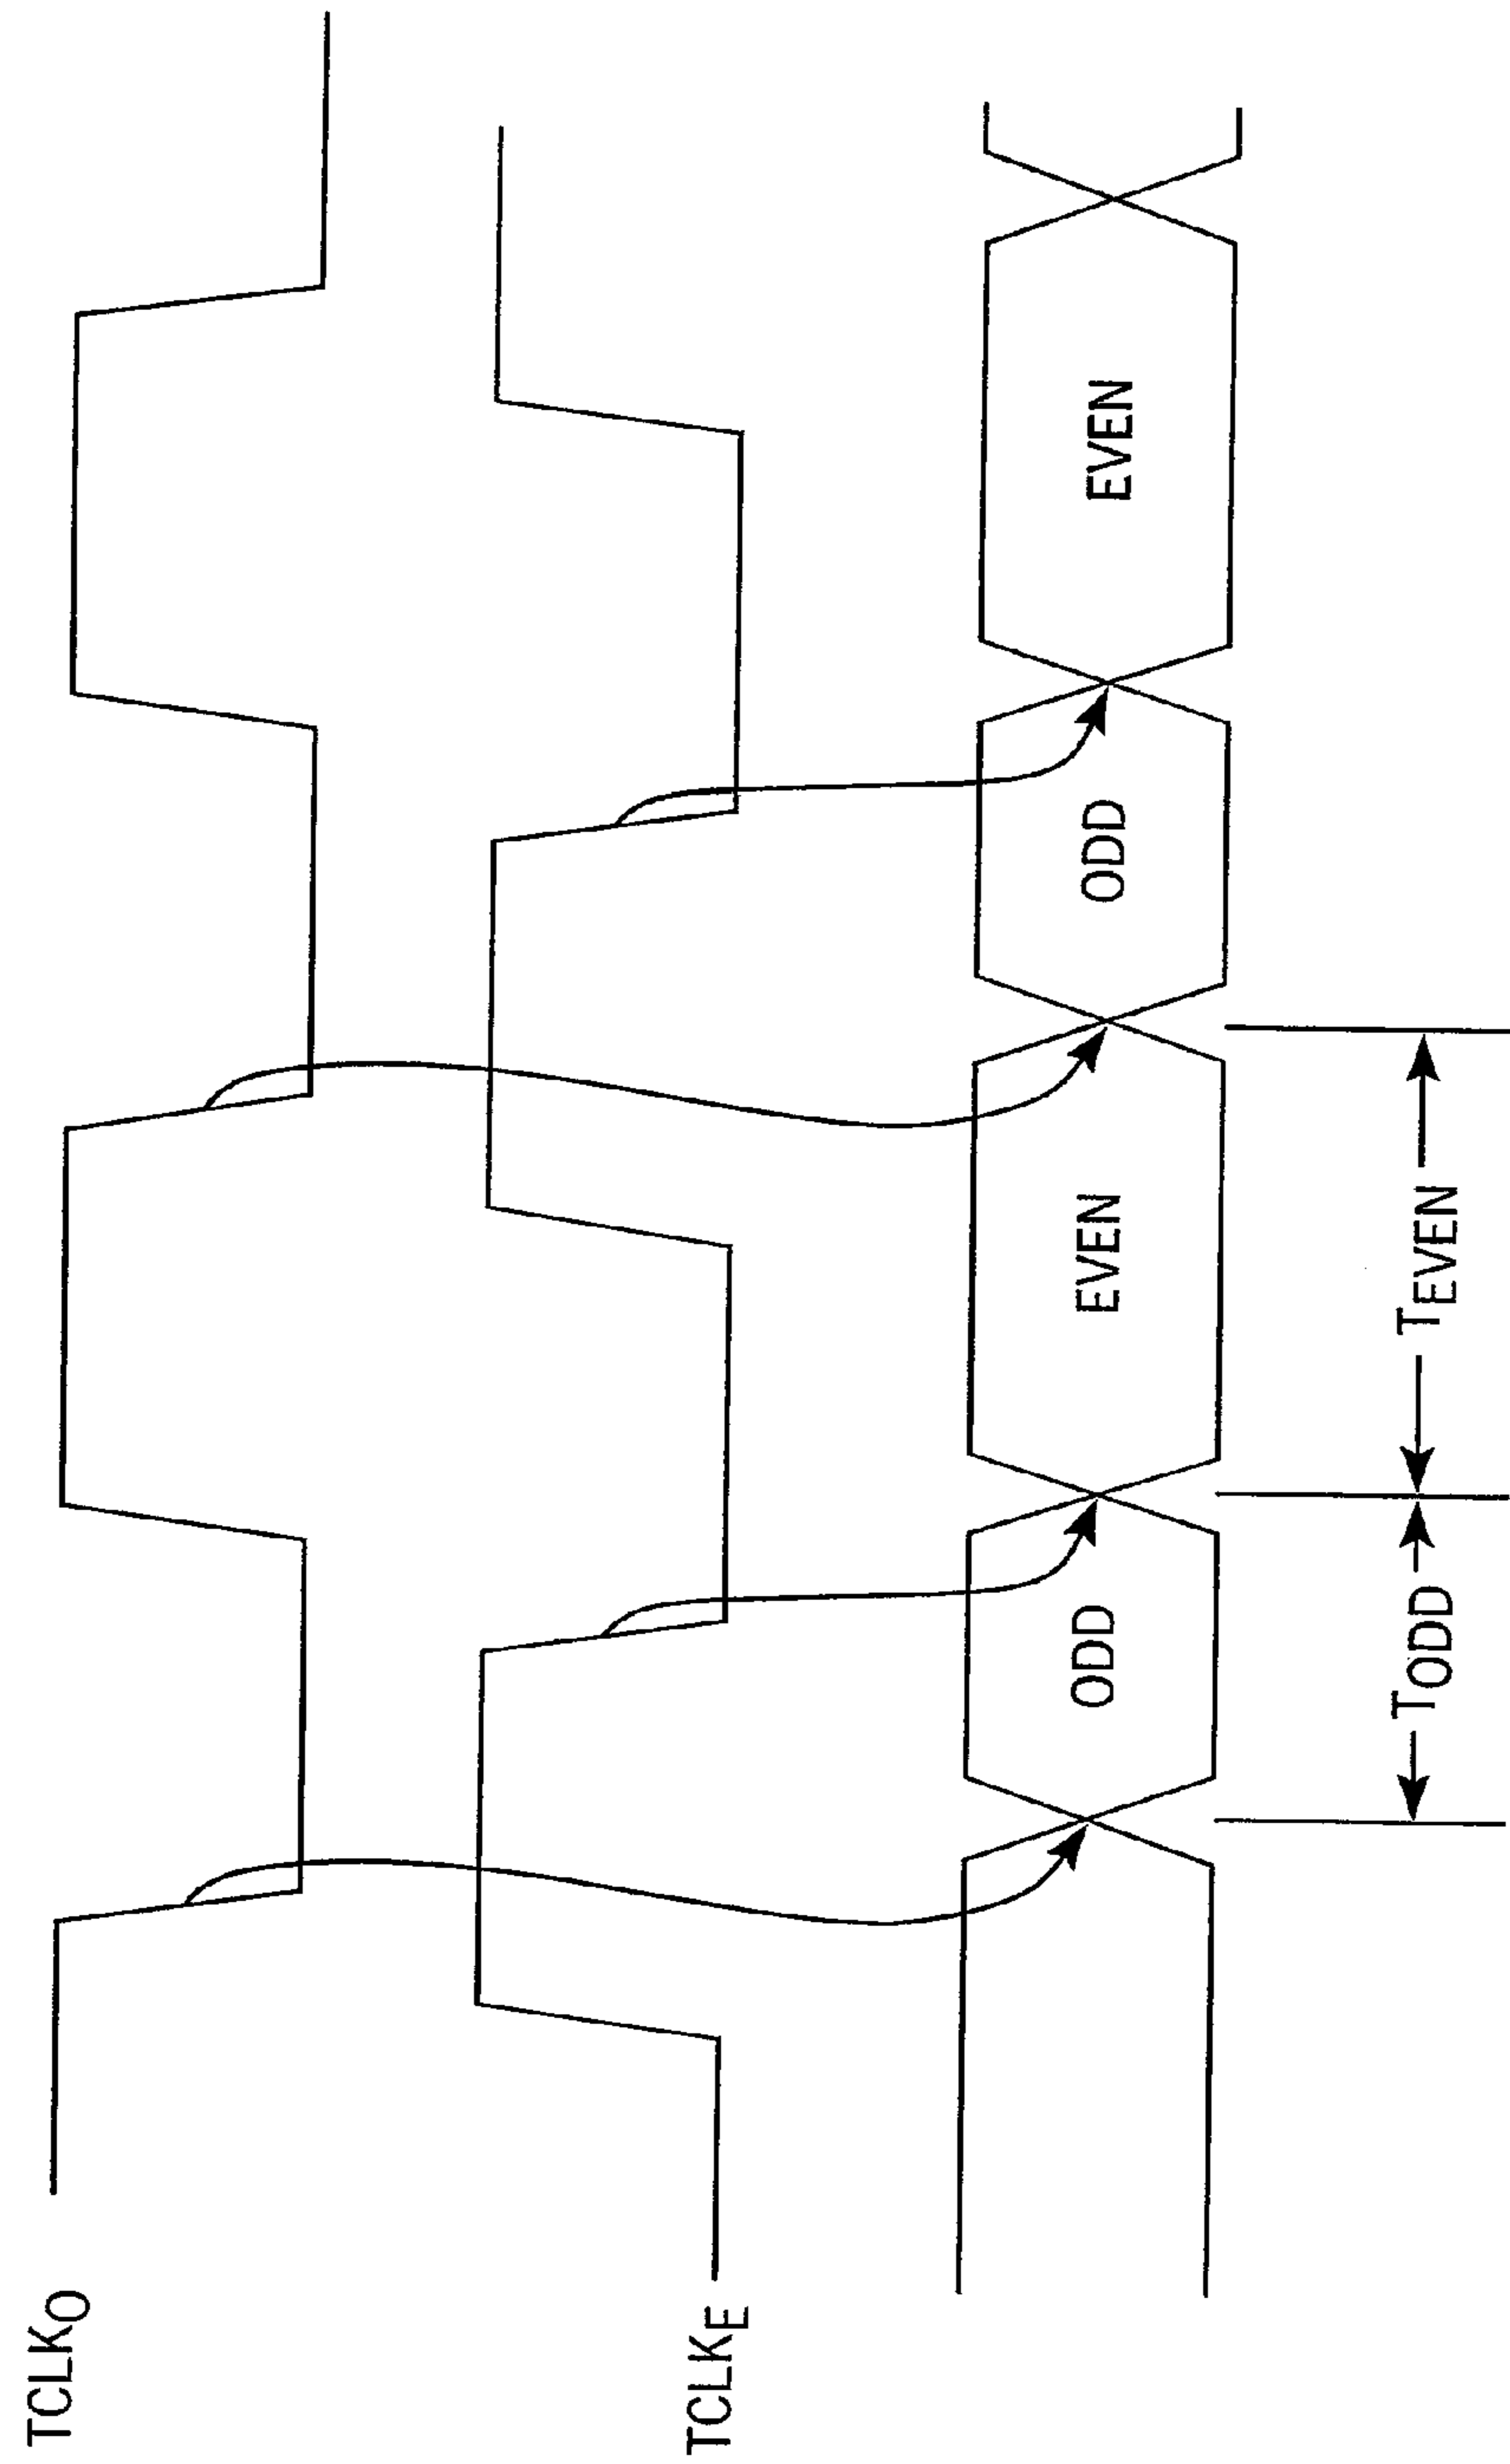 TCLKO
TCLKE
ODD
EVEN
ODD
EVEN
TODD
TEVEN